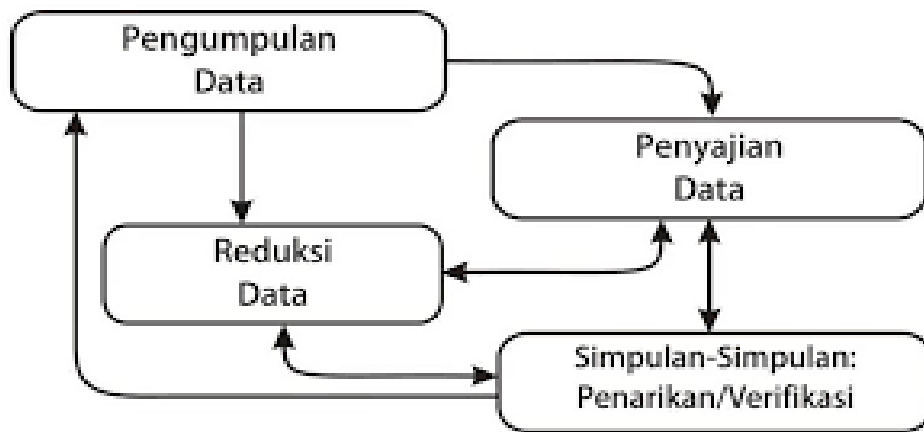 Pengumpulan
Data
Penyajian
Data
Reduksi
Data
Simpulan-Simpulan:
Penarikan/Verifikasi